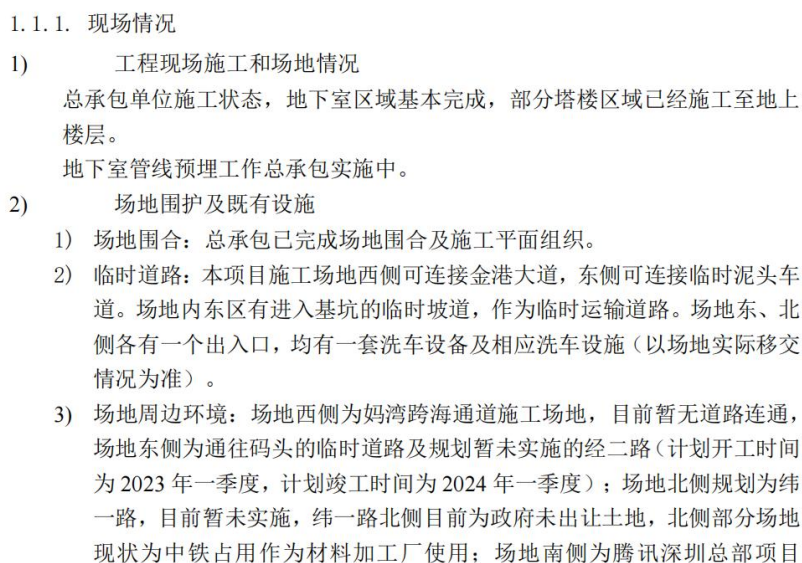 1.1.1. 现场情况
1) 工程现场施工和场地情况
总承包单位施工状态，地下室区域基本完成，部分塔楼区域已经施工至地上
楼层。
地下室管线预埋工作总承包实施中。
2) 场地围护及既有设施
1) 场地围合：总承包已完成场地围合及施工平面组织。
2) 临时道路：本项目施工场地西侧可连接金港大道，东侧可连接临时泥头车
道。场地内东区有进入基坑的临时坡道，作为临时运输道路。场地东、北
侧各有一个出入口，均有一套洗车设备及相应洗车设施（以场地实际移交
情况为准）。
3) 场地周边环境：场地西侧为妈湾跨海通道施工场地，目前暂无道路连通，
场地东侧为通往码头的临时道路及规划暂未实施的经二路（计划开工时间
为 2023 年一季度，计划竣工时间为 2024 年一季度）；场地北侧规划为纬
一路，目前暂未实施，纬一路北侧目前为政府未出让土地，北侧部分场地
现状为中铁占用作为材料加工厂使用；场地南侧为腾讯深圳总部项目